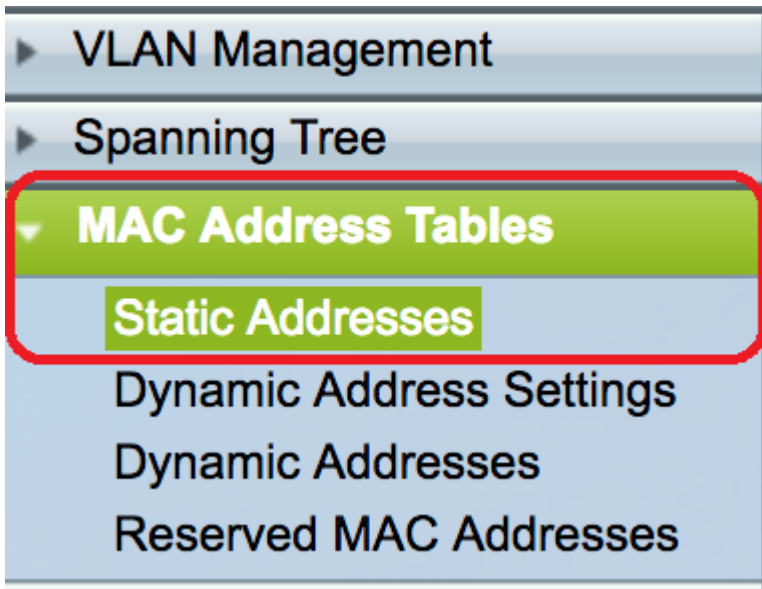 VLAN Management
Spanning Tree
MAC Address Tables
Static Addresses
Dynamic Address Settings
Dynamic Addresses
Reserved MAC Addresses